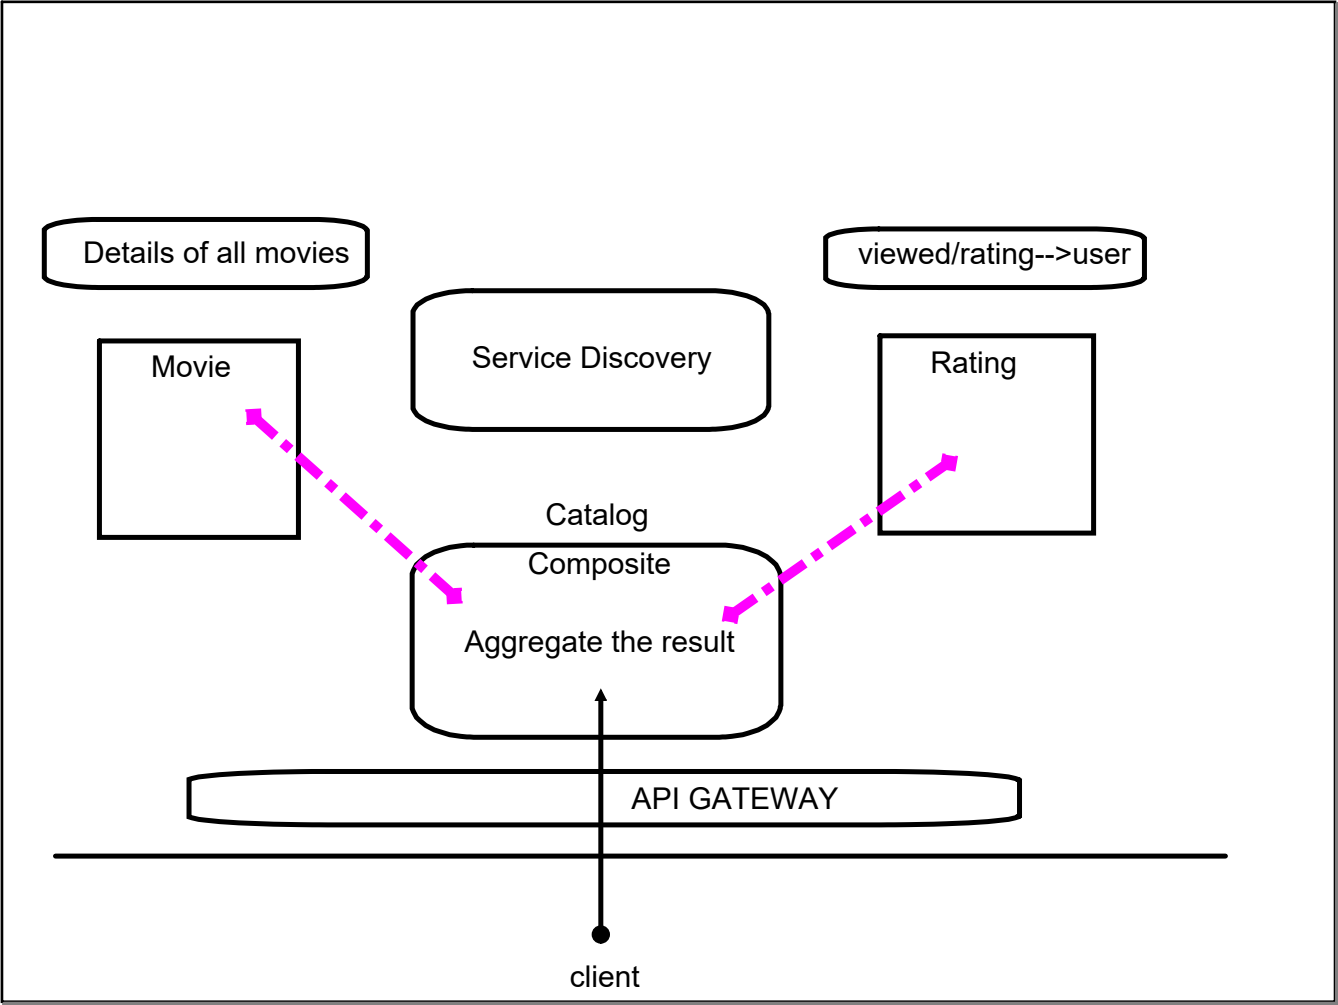 Details of all movies
viewed/rating-->user
Service Discovery
Movie
Rating
Catalog
Composite
Aggregate the result
API GATEWAY
client